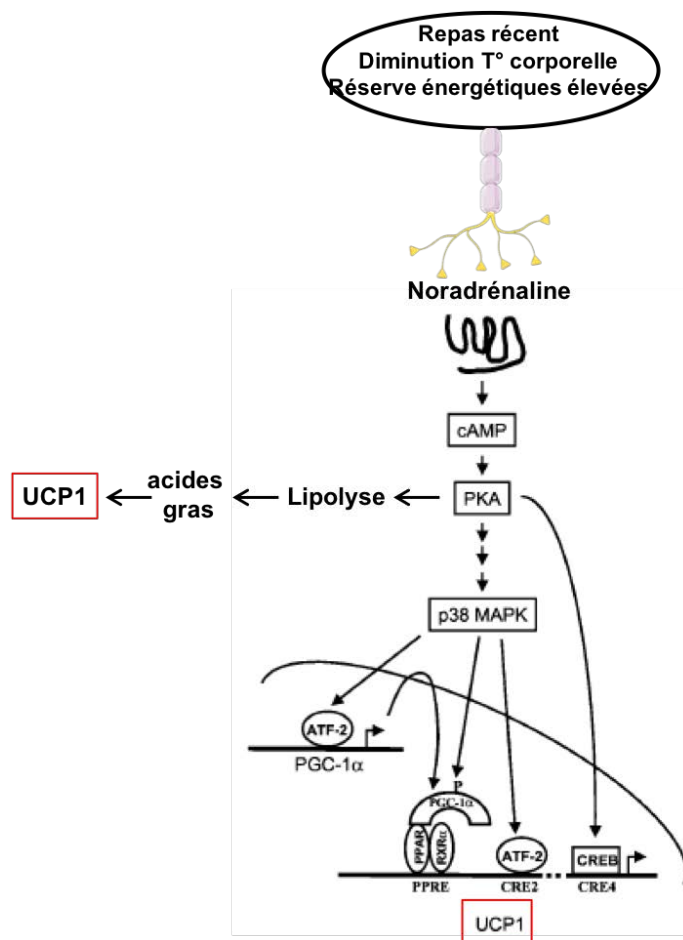 Repas récent
Diminution T° corporelle
Réserve énergétiques élevées
Noradrénaline
cAMP
UCP1
acides
gras
Lipolyse
PKA
p38 MAPK
ATF-2
PGC-1α
P
PGC-1α
PPAR
RXRα
ATF-2
CREB
PPRE
CRE2
CRE4
UCP1